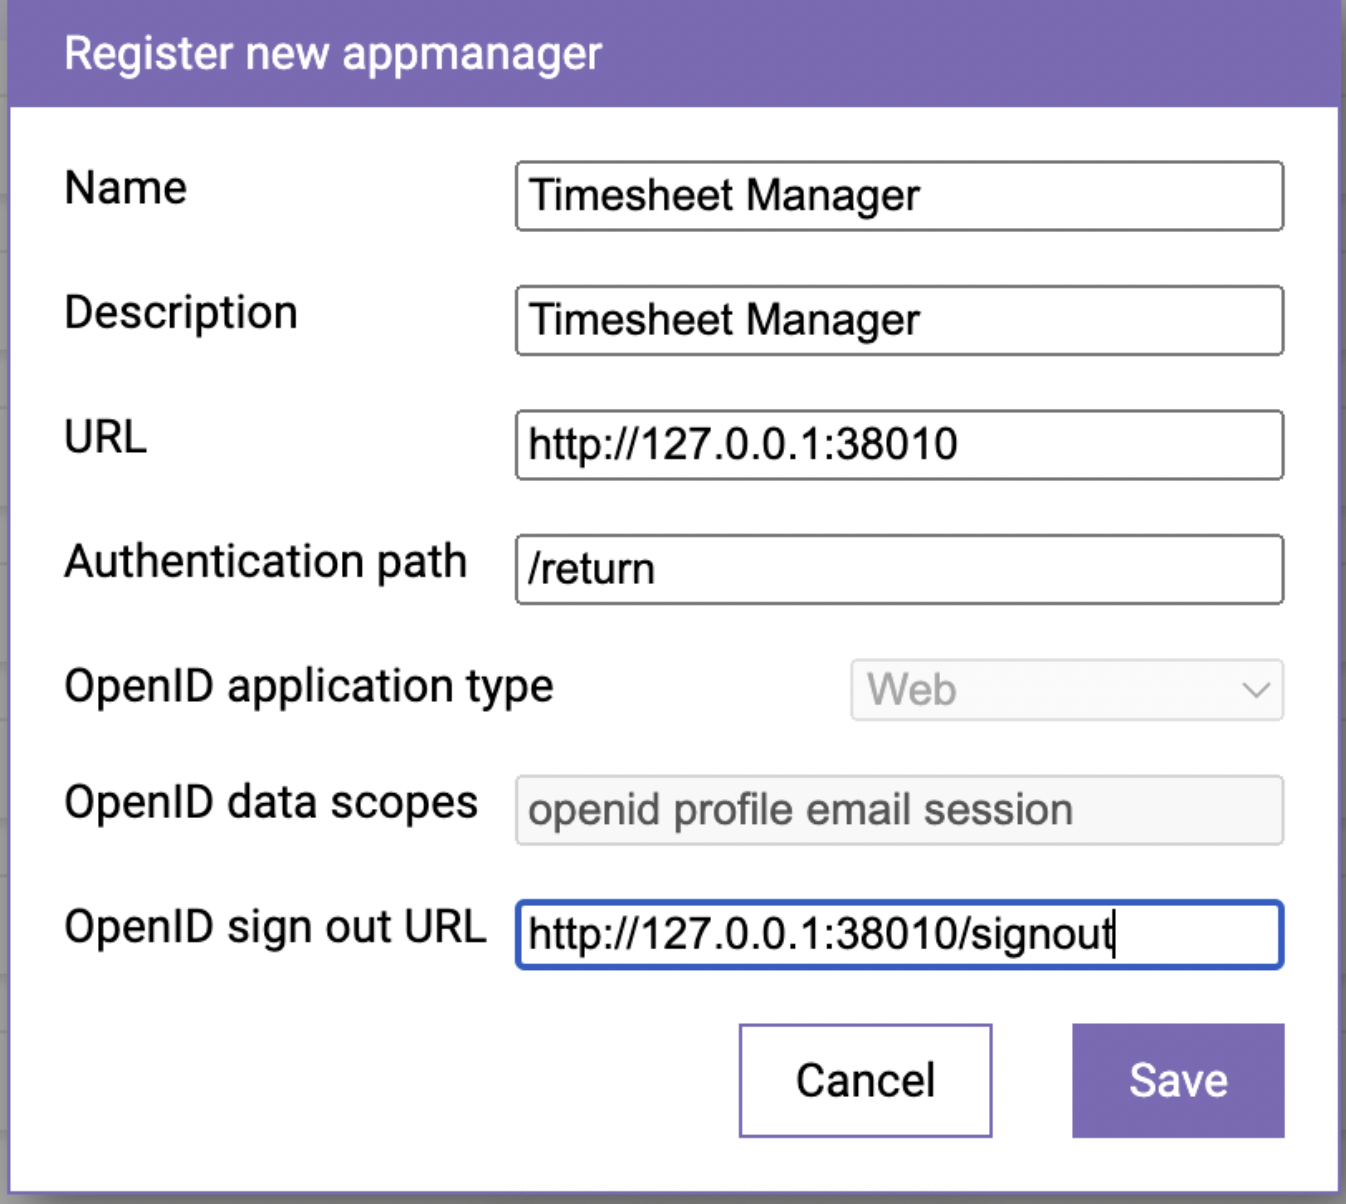 Register new appmanager
Name
Timesheet Manager
Description
Timesheet Manager
URL
http://127.0.0.1:38010
Authentication path
/return
OpenID application type
Web
OpenID data scopes
openid profile email session
OpenID sign out URL
http://127.0.0.1:38010/signout
Cancel
Save